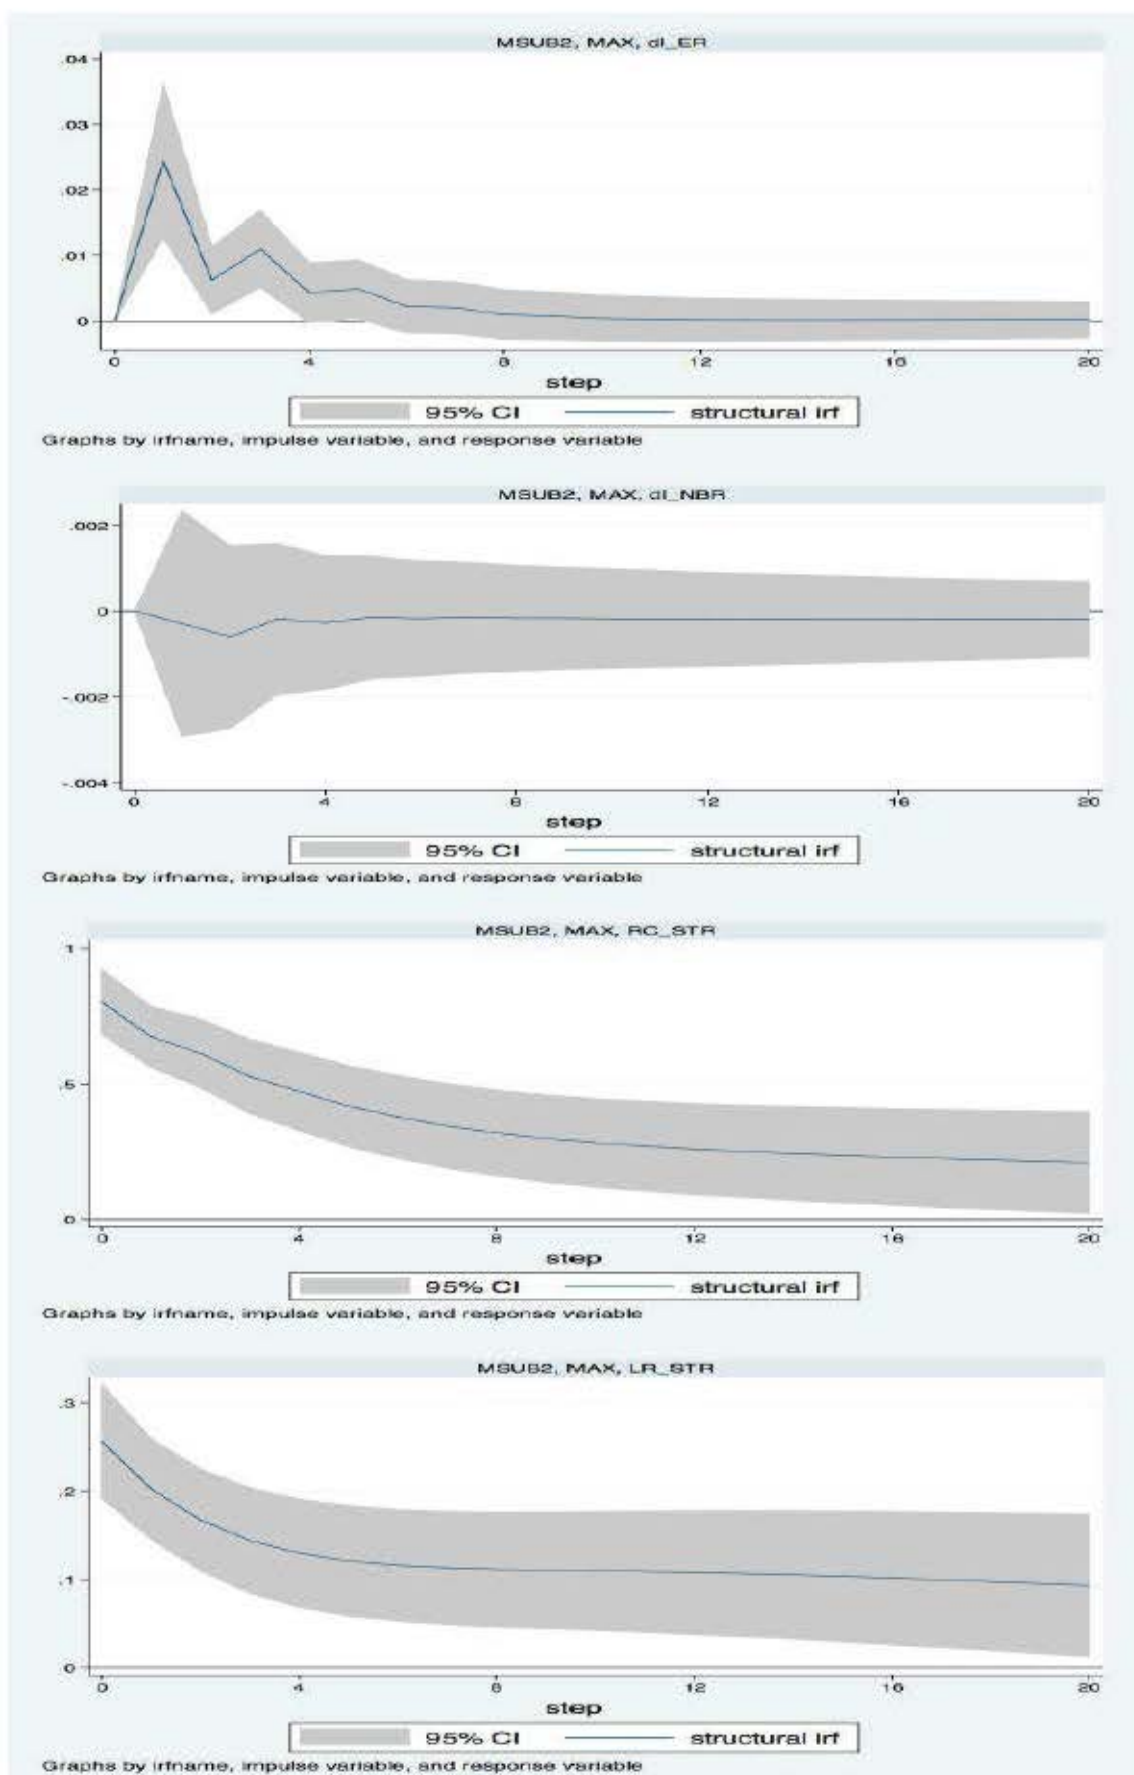 MSUB2, MAX, dl_ER
.04
.03
.02
.01
0
0 4 8 12 16 20
step
95% CI structural irf
Graphs by irfname, impulse variable, and response variable
MSUB2, MAX, dl_NBR
.002
0
-.002
-.004
0 4 8 12 16 20
step
95% CI structural irf
Graphs by irfname, impulse variable, and response variable
MSUB2, MAX, RC_STR
1
.5
0
0 4 8 12 16 20
step
95% CI structural irf
Graphs by irfname, impulse variable, and response variable
MSUB2, MAX, LR_STR
.3
.2
.1
0
0 4 8 12 16 20
step
95% CI structural irf
Graphs by irfname, impulse variable, and response variable